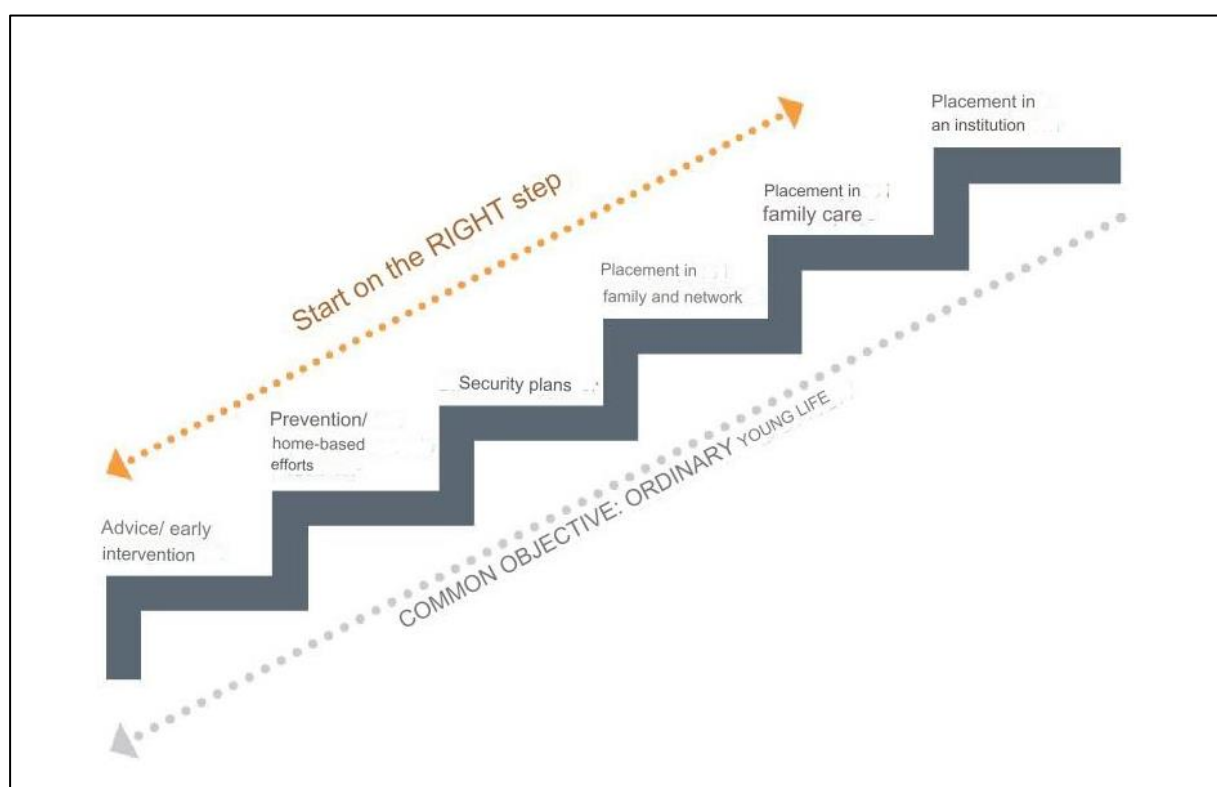 Placement in
an institution
Start on the RIGHT step
Placement in
family care
Placement in
family and network
Security plans
Prevention/
home-based
efforts
Advice/ early
intervention
COMMON OBJECTIVE: ORDINARY YOUNG LIFE